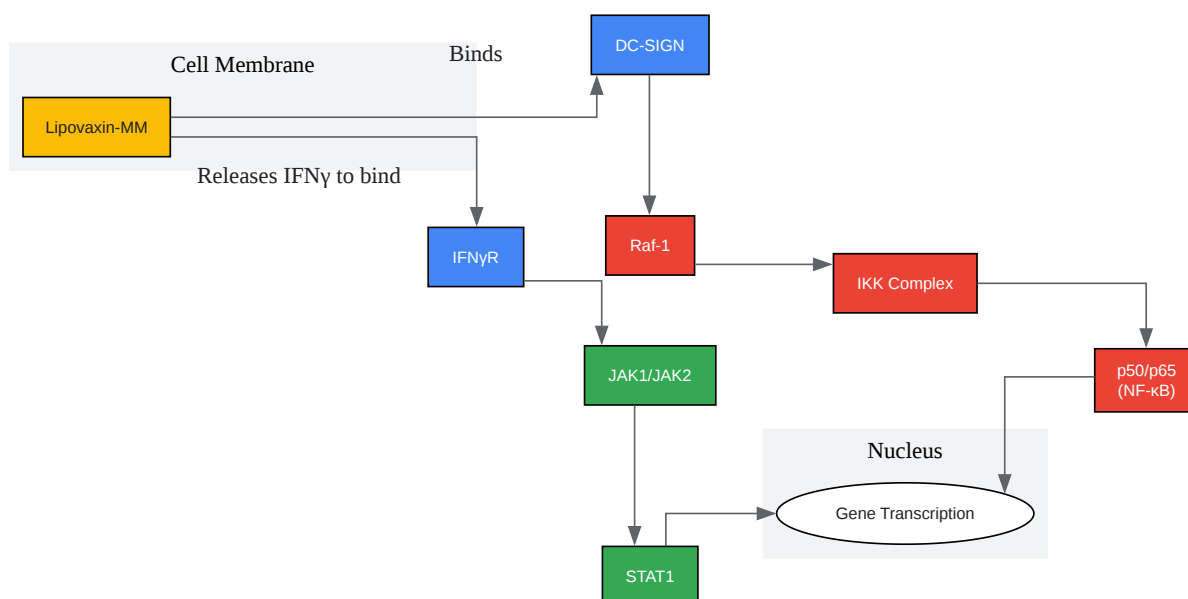 DC-SIGN
Binds
Cell Membrane
Lipovaxin-MM
Releases IFNγ to bind
Raf-1
IFNγR
IKK Complex
JAK1/JAK2
p50/p65
(NF-κB)
Nucleus
Gene Transcription
STAT1